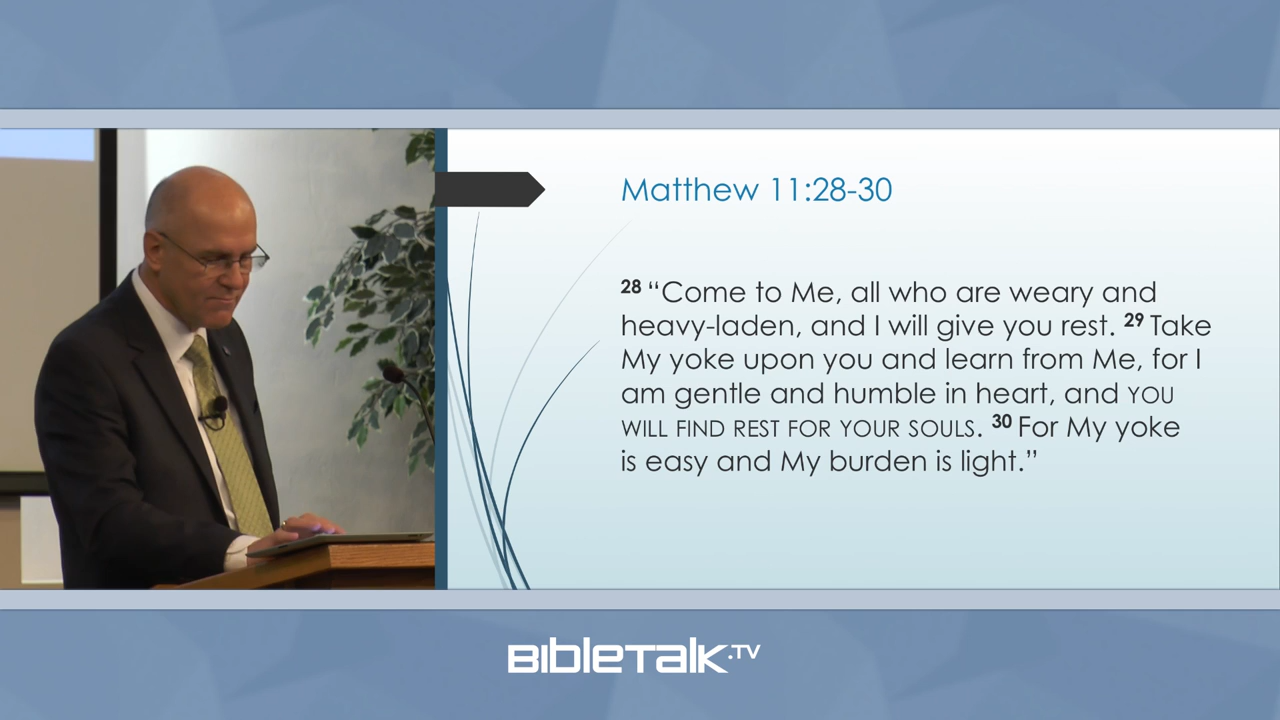 Matthew 11:28-30
28 “Come to Me, all who are weary and
heavy-laden, and I will give you rest. 29 Take
My yoke upon you and learn from Me, for I
am gentle and humble in heart, and YOU
WILL FIND REST FOR YOUR SOULS. 30 For My yoke
is easy and My burden is light.”
BibleTalk.TV